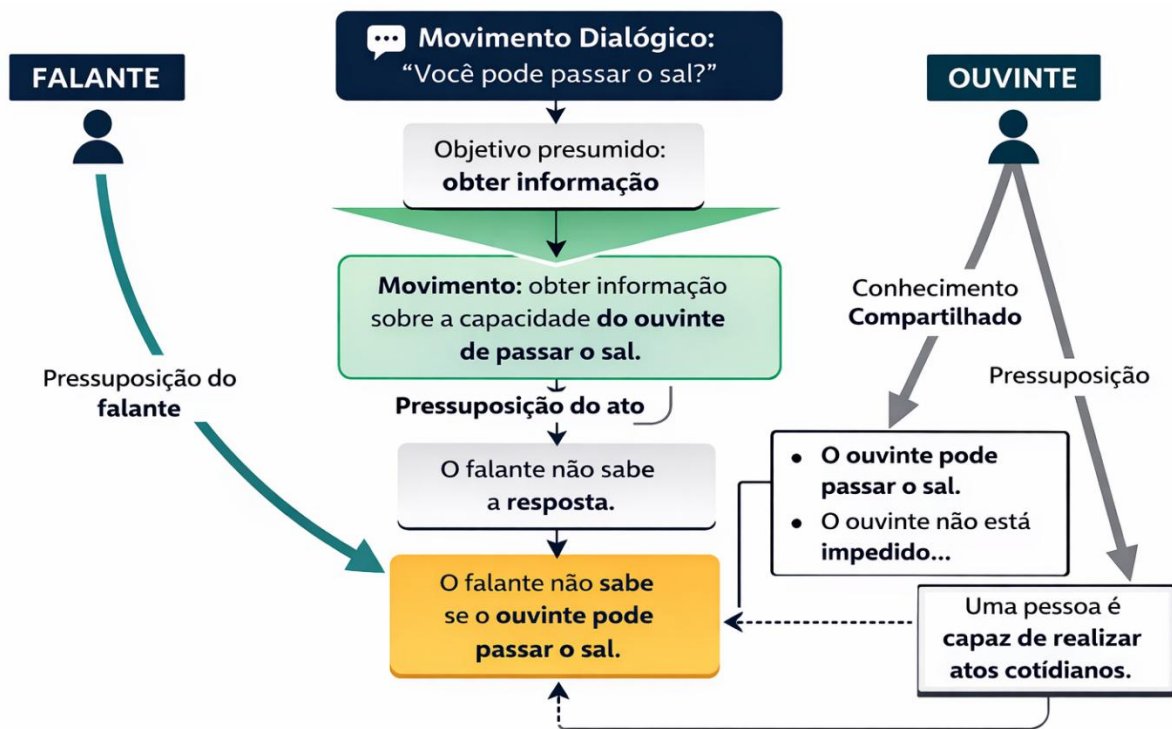 Movimento Dialógico:
“Você pode passar o sal?”
FALANTE
OUVINTE
Objetivo presumido:
obter informação
Movimento: obter informação
sobre a capacidade do ouvinte
de passar o sal.
Conhecimento
Compartilhado
Pressuposição do
falante
Pressuposição
Pressuposição do ato
O falante não sabe
a resposta.
• O ouvinte pode
passar o sal.
• O ouvinte não está
impedido...
O falante não sabe
se o ouvinte pode
passar o sal.
Uma pessoa é
capaz de realizar
atos cotídianos.